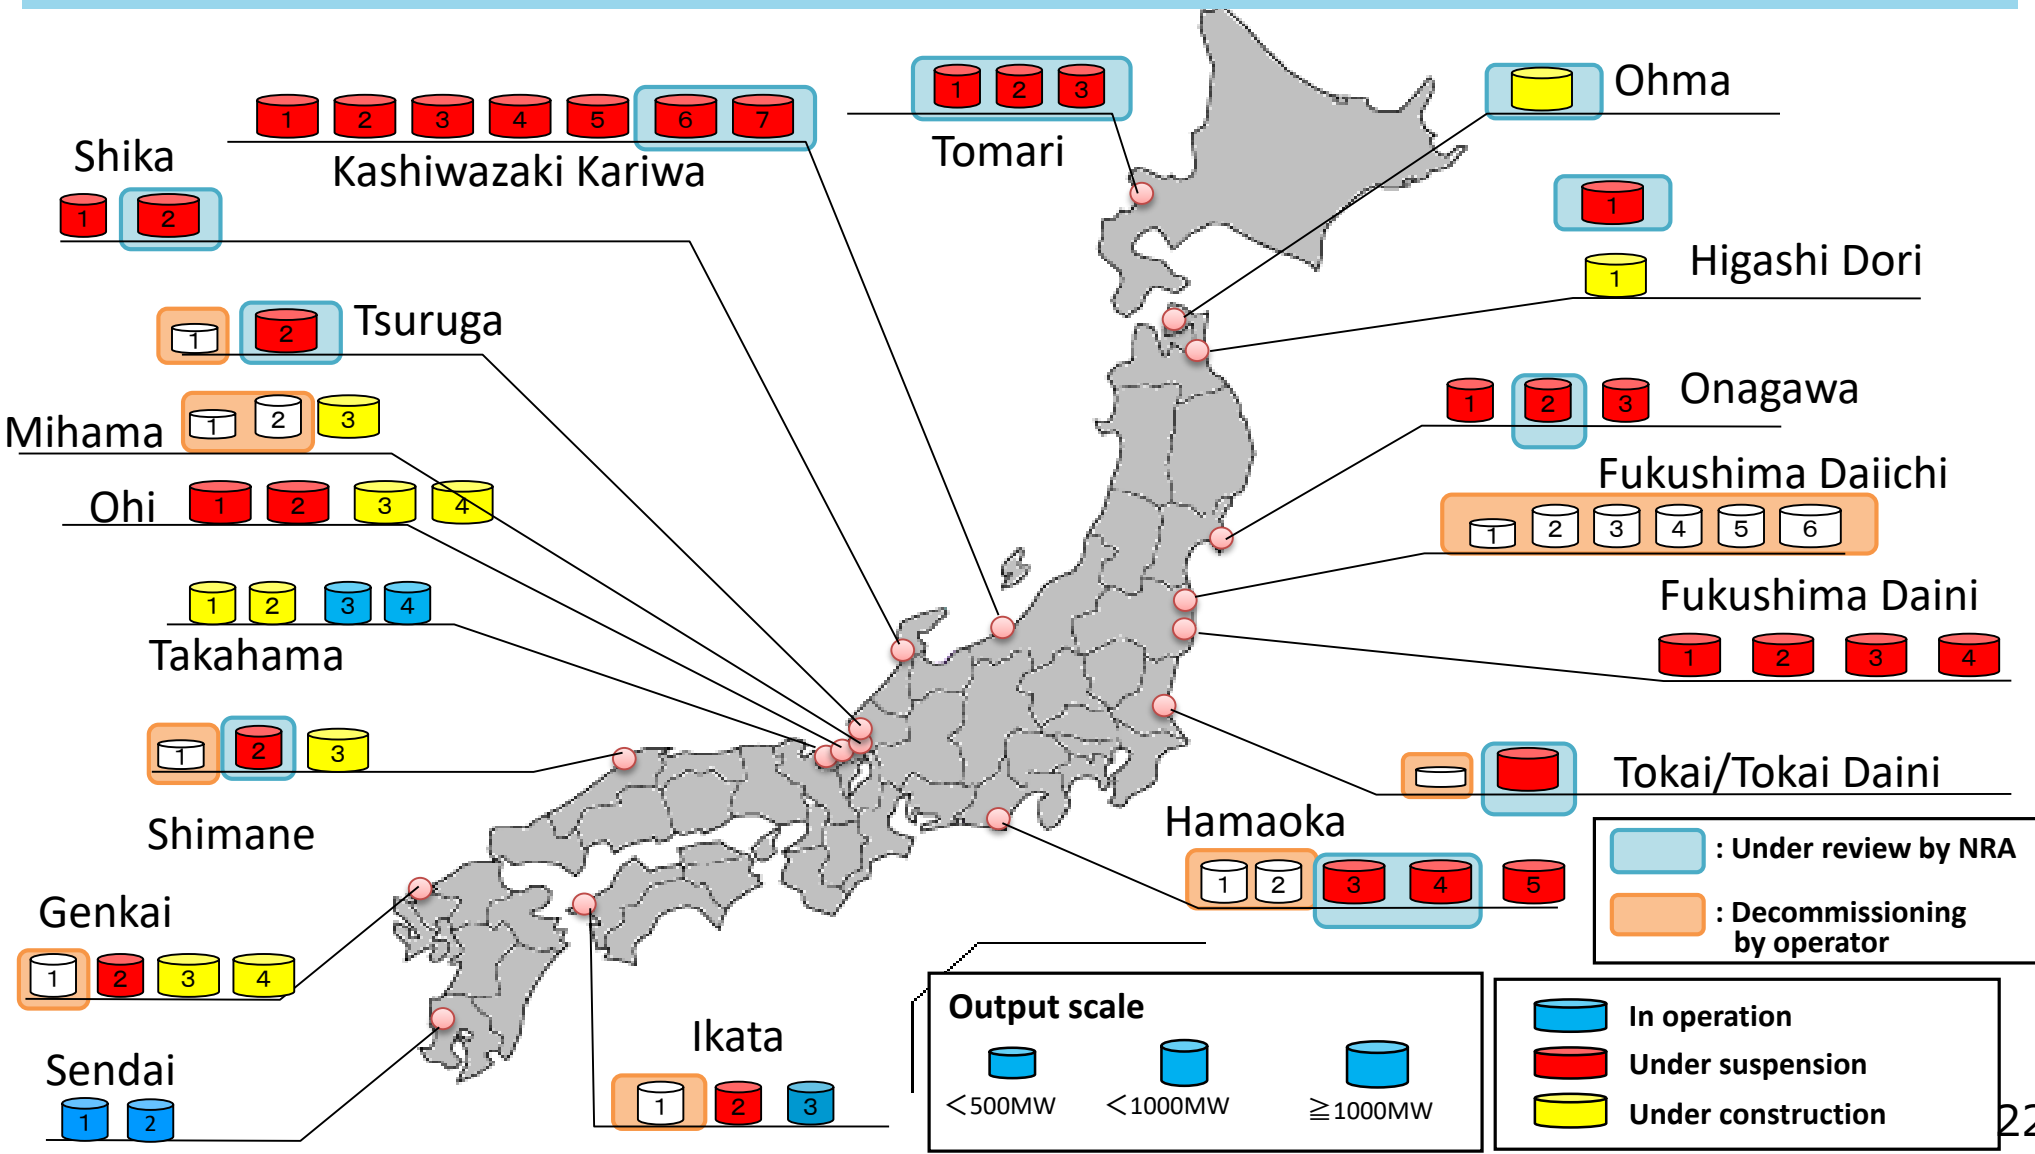 Ohma
1 2 3
Tomari
1 2 3 4 5 6 7
Kashiwazaki Kariwa
Shika
1 2
1
Higashi Dori
1
1 2 Tsuruga
Mihama 1 2 3
1 2 3 Onagawa
Fukushima Daiichi
1 2 3 4 5 6
Ohi 1 2 3 4
1 2 3 4
Takahama
Fukushima Daini
1 2 3 4
1 2 3
Shimane
Tokai/Tokai Daini
Hamaoka
1 2 3 4 5
: Under review by NRA
: Decommissioning
by operator
Genkai
1 2 3 4
Sendai
1 2
Ikata
1 2 3
Output scale
<500MW <1000MW ≧1000MW
In operation
Under suspension
Under construction
22